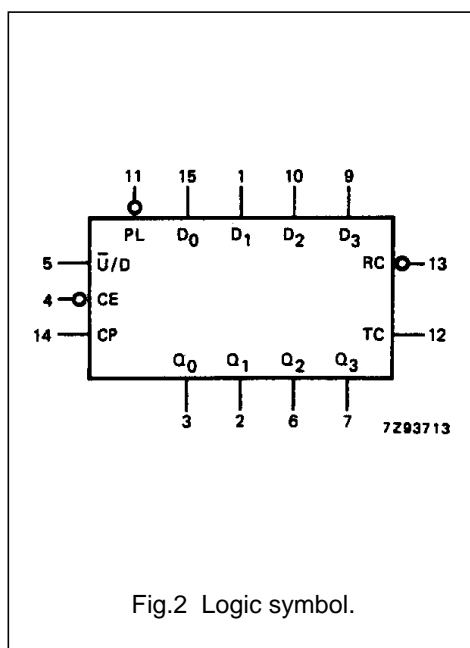 11 15 1 10 9
PL D₀ D₁ D₂ D₃
5 U̅/D RC 13
4 CE
14 CP TC 12
Q₀ Q₁ Q₂ Q₃
3 2 6 7 7Z93713
Fig.2 Logic symbol.